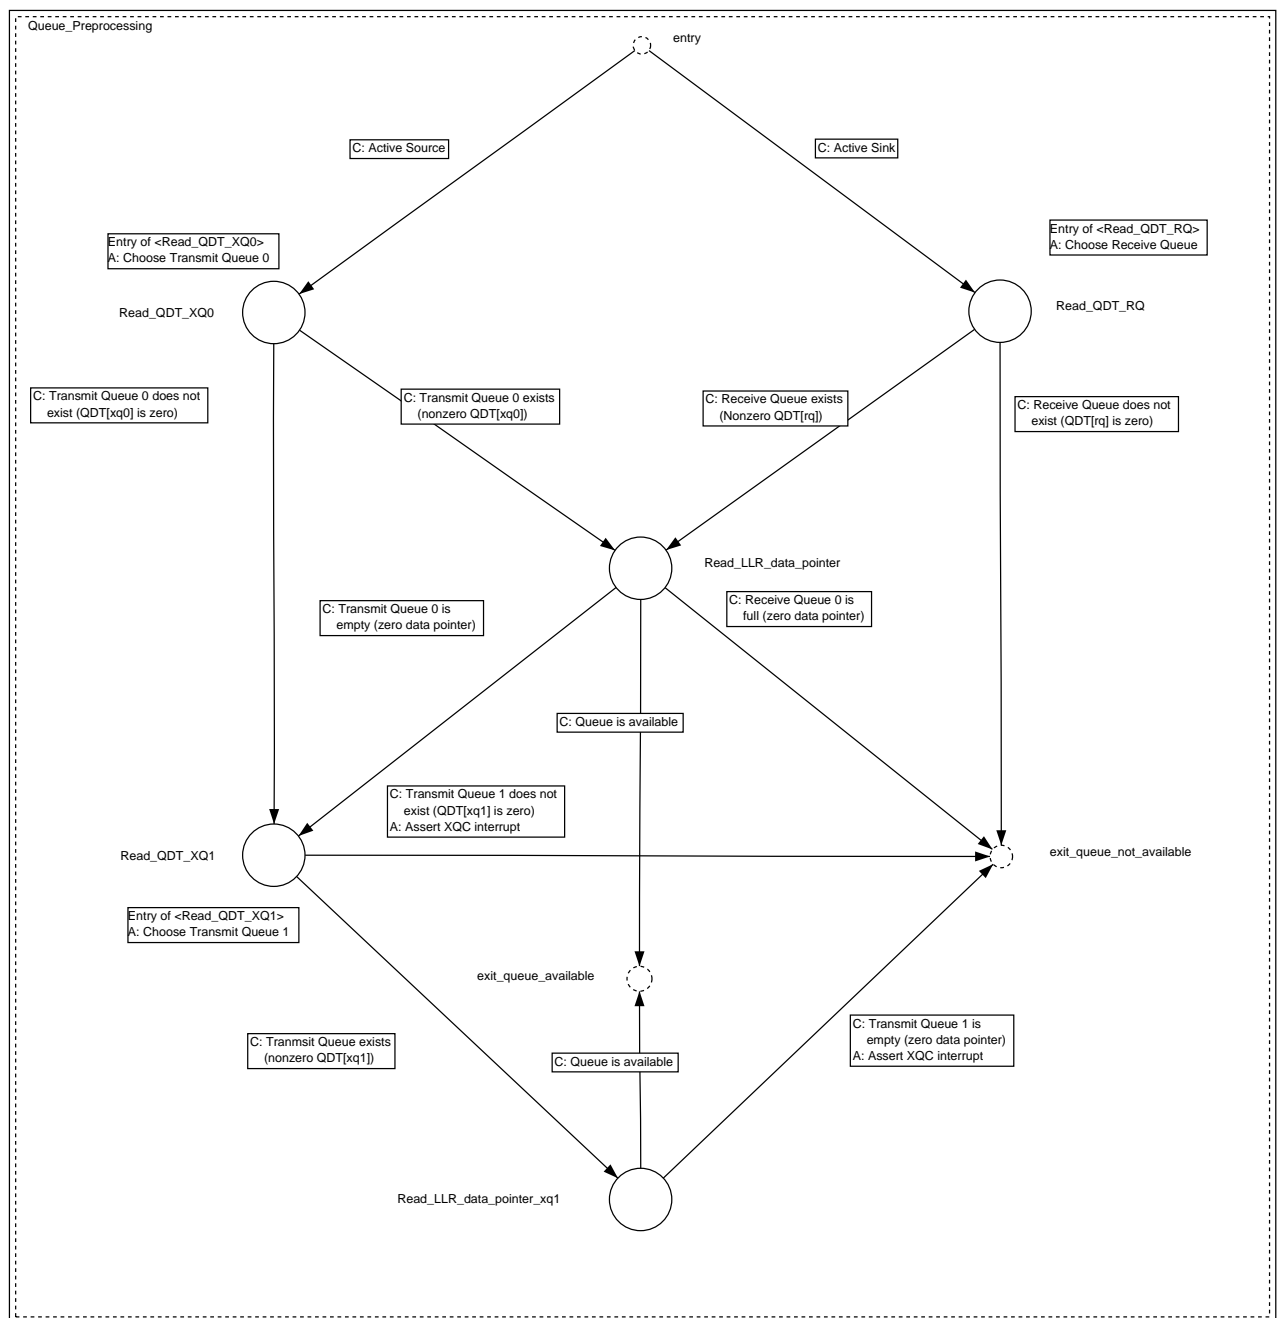 Queue_Preprocessing
entry
C: Active Source
C: Active Sink
Entry of <Read_QDT_XQ0>
A: Choose Transmit Queue 0
Entry of <Read_QDT_RQ>
A: Choose Receive Queue
Read_QDT_XQ0
Read_QDT_RQ
C: Transmit Queue 0 does not
exist (QDT[xq0] is zero)
C: Transmit Queue 0 exists
(nonzero QDT[xq0])
C: Receive Queue exists
(Nonzero QDT[rq])
C: Receive Queue does not
exist (QDT[rq] is zero)
Read_LLR_data_pointer
C: Transmit Queue 0 is
empty (zero data pointer)
C: Receive Queue 0 is
full (zero data pointer)
C: Queue is available
C: Transmit Queue 1 does not
exist (QDT[xq1] is zero)
A: Assert XQC interrupt
Read_QDT_XQ1
exit_queue_not_available
Entry of <Read_QDT_XQ1>
A: Choose Transmit Queue 1
exit_queue_available
C: Tranmsit Queue exists
(nonzero QDT[xq1])
C: Queue is available
C: Transmit Queue 1 is
empty (zero data pointer)
A: Assert XQC interrupt
Read_LLR_data_pointer_xq1